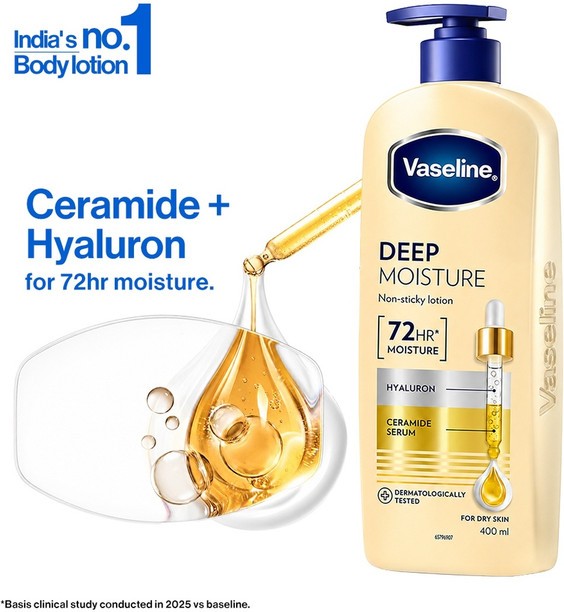 India's no.1
Body lotion
Ceramide +
Hyaluron
for 72hr moisture.
Vaseline®
DEEP
MOISTURE
Non-sticky lotion
72HR*
MOISTURE
HYALURON
CERAMIDE
SERUM
DERMATOLOGICALLY
TESTED
FOR DRY SKIN
400 ml
65796907
Vaseline
*Basis clinical study conducted in 2025 vs baseline.